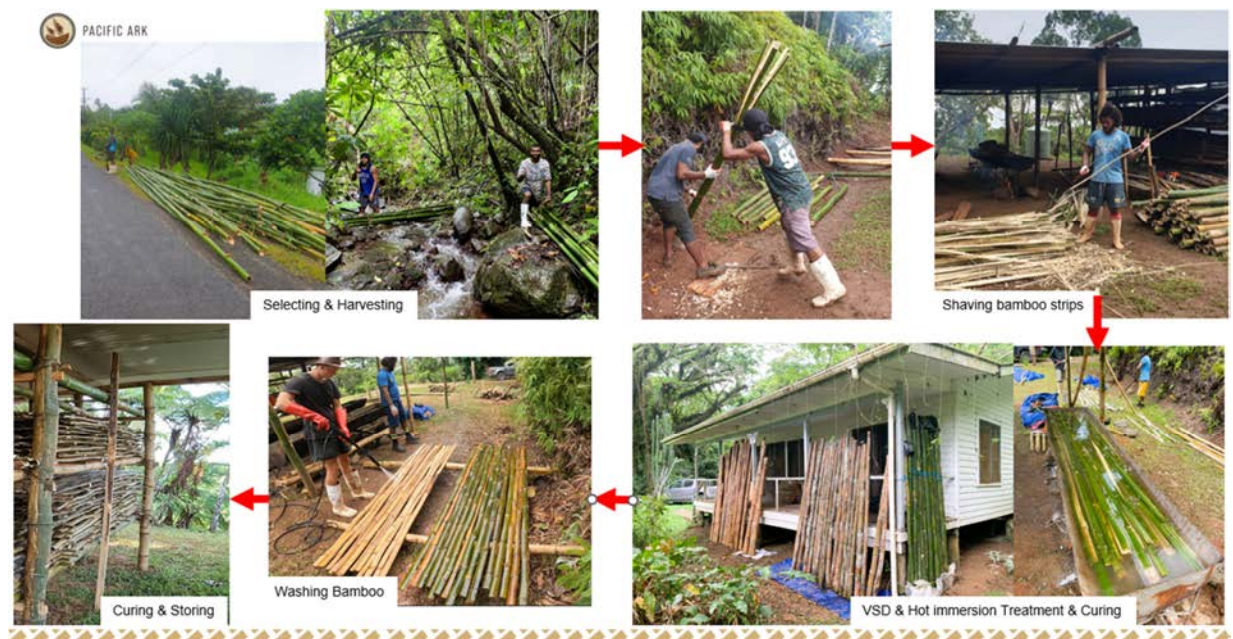 PACIFIC ARK
Selecting & Harvesting
Shaving bamboo strips
Curing & Storing
Washing Bamboo
VSD & Hot immersion Treatment & Curing